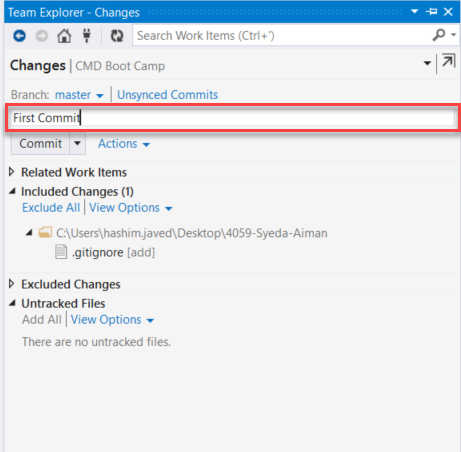 Team Explorer - Changes
Search Work Items (Ctrl+')
Changes | CMD Boot Camp
Branch: master | Unsynced Commits
First Commit
Commit Actions
Related Work Items
Included Changes (1)
Exclude All | View Options
C:\Users\hashim.javed\Desktop\4059-Syeda-Aiman
.gitignore [add]
Excluded Changes
Untracked Files
Add All | View Options
There are no untracked files.